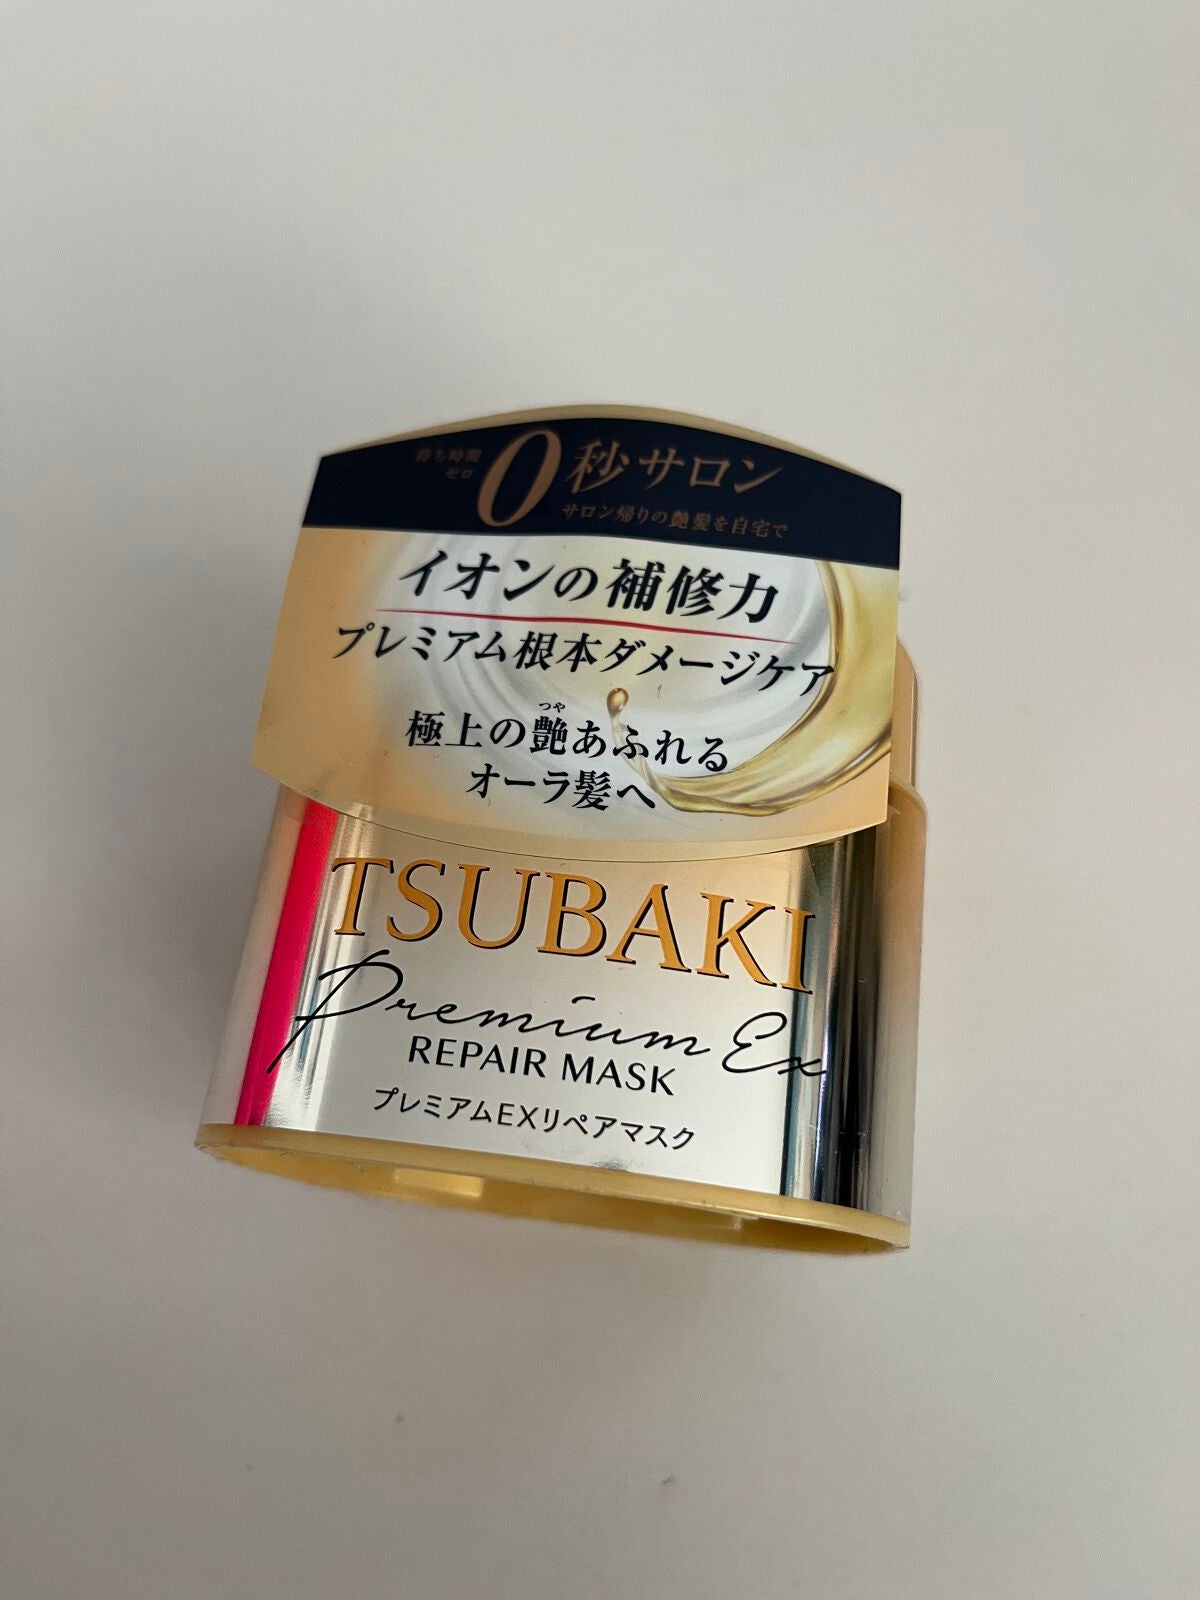 待ち時間
ゼロ
0秒サロン
サロン帰りの艶髪を自宅で
イオンの補修力
プレミアム根本ダメージケア
つや
極上の艶あふれる
オーラ髪へ
TSUBAKI
Premium Ex
REPAIR MASK
プレミアムEXリペアマスク